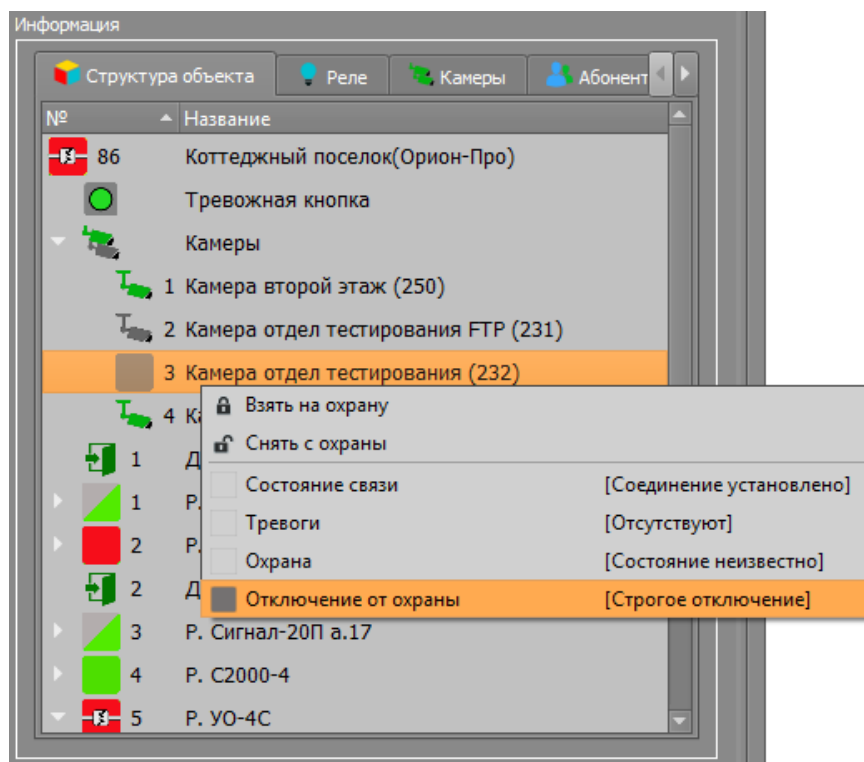 Информация
Структура объекта Реле Камеры Абонент
№ Название
86 Коттеджный поселок(Орион-Про)
Тревожная кнопка
Камеры
1 Камера второй этаж (250)
2 Камера отдел тестирования FTP (231)
3 Камера отдел тестирования (232)
Взять на охрану
4
Снять с охраны
1 Д
Состояние связи [Соединение установлено]
1 Р.
Тревоги [Отсутствуют]
2 Р.
Охрана [Состояние неизвестно]
2 Д
Отключение от охраны [Строгое отключение]
3 Р. Сигнал-20П а.17
4 Р. С2000-4
5 Р. УО-4С